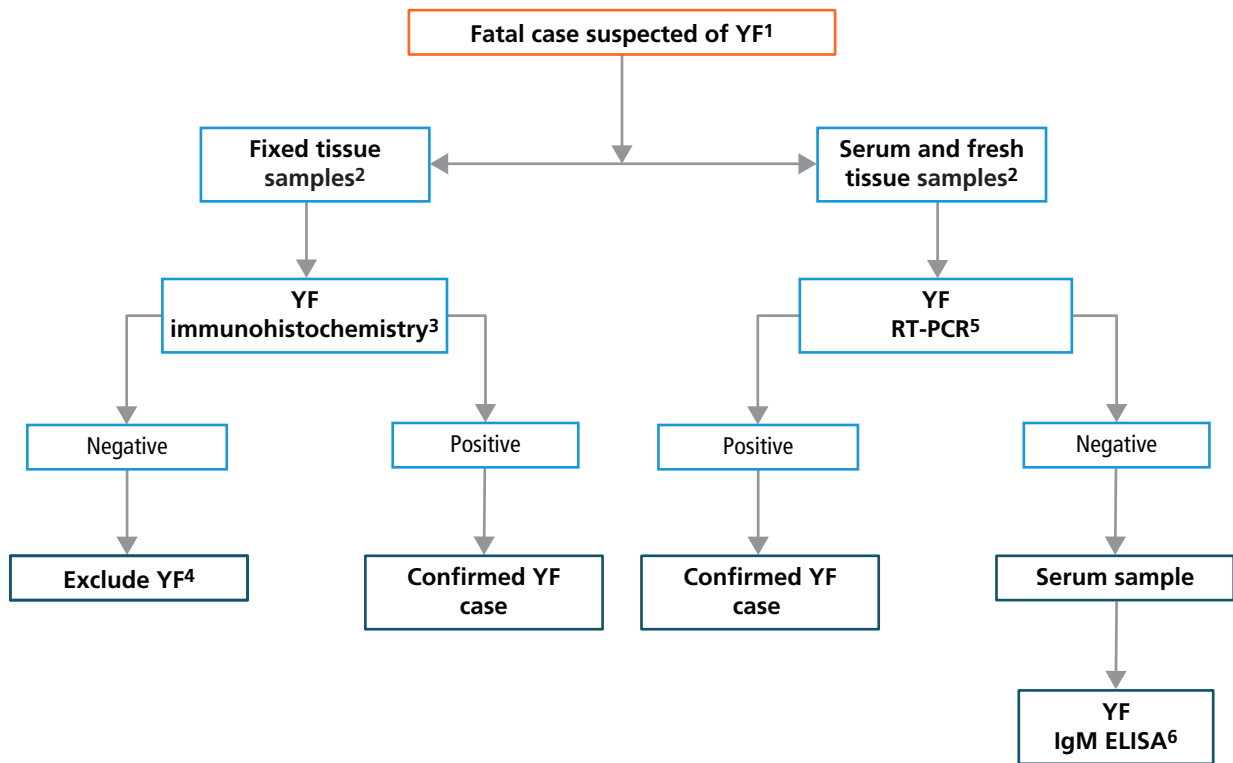 Fatal case suspected of YF¹
Fixed tissue
samples²
Serum and fresh
tissue samples²
YF
immunohistochemistry³
YF
RT-PCR⁵
Negative
Positive
Positive
Negative
Exclude YF⁴
Confirmed YF
case
Confirmed YF
case
Serum sample
YF
IgM ELISA⁶